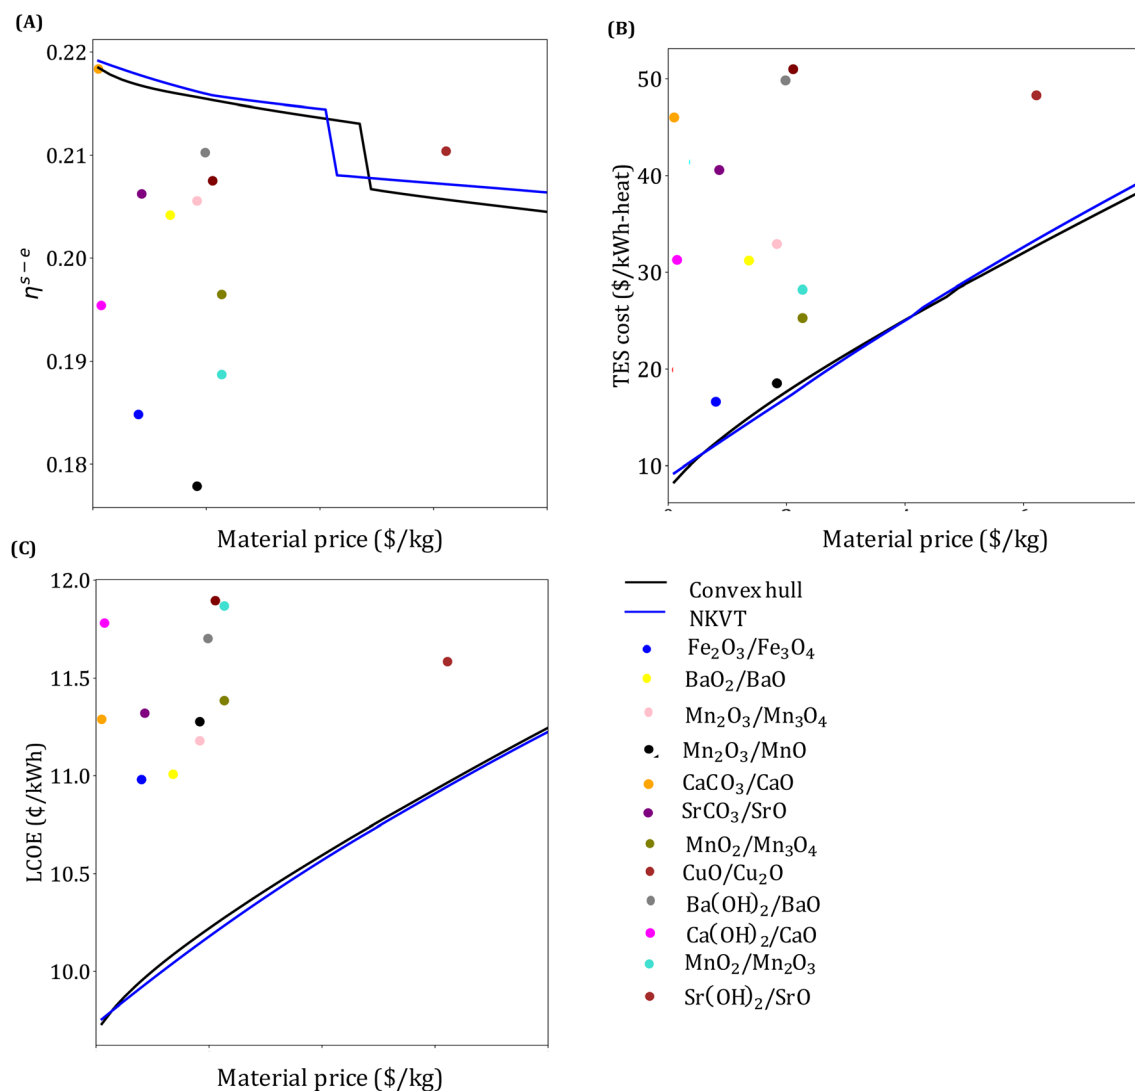 (A)
0.22
0.21
0.20
0.19
0.18
η^{s−e}
Material price ($/kg)
(B)
50
40
30
20
10
TES cost ($/kWh-heat)
Material price ($/kg)
(C)
12.0
11.5
11.0
10.5
10.0
LCOE (¢/kWh)
Material price ($/kg)
Convex hull
NKVT
Fe₂O₃/Fe₃O₄
BaO₂/BaO
Mn₂O₃/Mn₃O₄
Mn₂O₃/MnO
CaCO₃/CaO
SrCO₃/SrO
MnO₂/Mn₃O₄
CuO/Cu₂O
Ba(OH)₂/BaO
Ca(OH)₂/CaO
MnO₂/Mn₂O₃
Sr(OH)₂/SrO